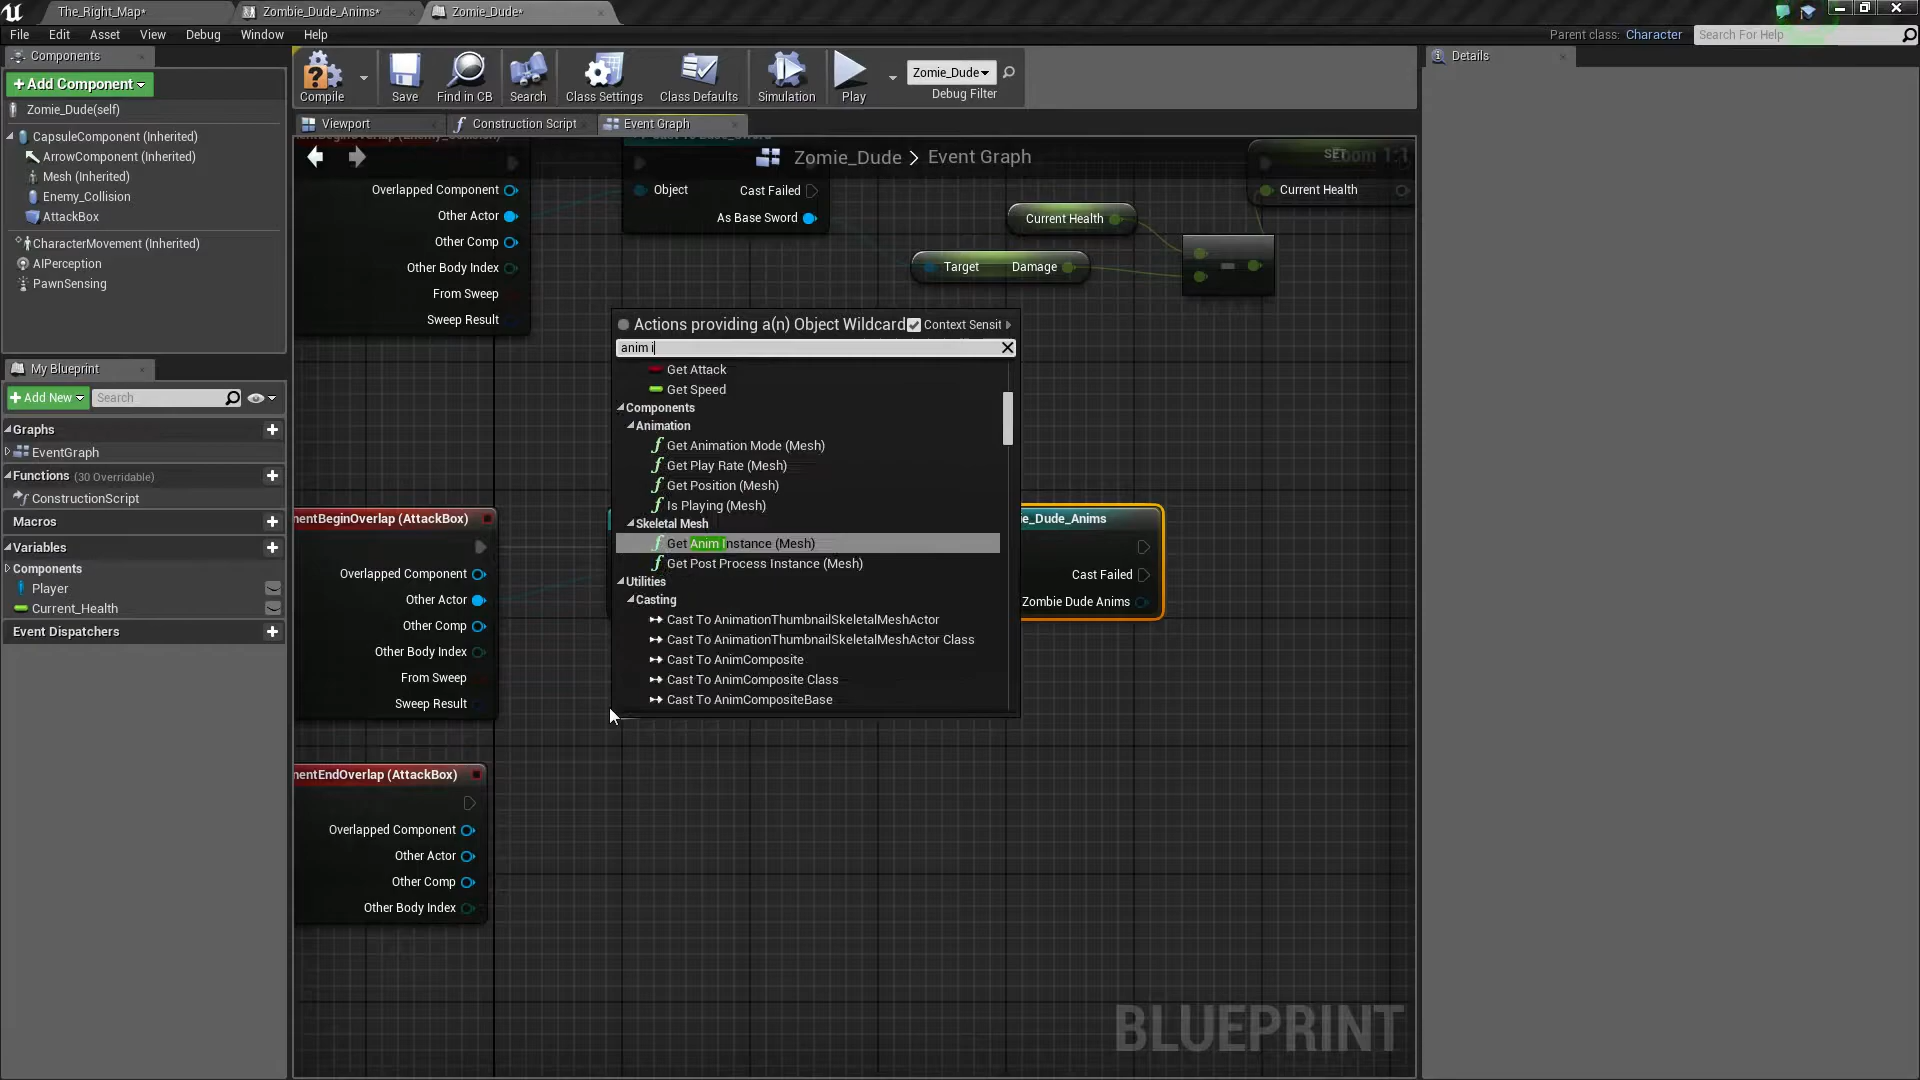 The_Right_Map*
Zombie_Dude_Anims*
Zomie_Dude*
File Edit Asset View Debug Window Help
Parent class: Character
Search For Help
Components
+ Add Component
Zomie_Dude(self)
CapsuleComponent (Inherited)
ArrowComponent (Inherited)
Mesh (Inherited)
Enemy_Collision
AttackBox
CharacterMovement (Inherited)
AIPerception
PawnSensing
My Blueprint
+ Add New
Search
Graphs
EventGraph
Functions (30 Overridable)
ConstructionScript
Macros
Variables
Components
Player
Current_Health
Event Dispatchers
Compile
Save
Find in CB
Search
Class Settings
Class Defaults
Simulation
Play
Zomie_Dude
Debug Filter
Viewport
Construction Script
Event Graph
Zomie_Dude > Event Graph
Zoom 1:1
Overlapped Component
Other Actor
Other Comp
Other Body Index
From Sweep
Sweep Result
Object
Cast Failed
As Base Sword
Current Health
Target Damage
SET
Current Health
Actions providing a(n) Object Wildcard
Context Sensit
anim i
Get Attack
Get Speed
Components
Animation
Get Animation Mode (Mesh)
Get Play Rate (Mesh)
Get Position (Mesh)
Is Playing (Mesh)
Skeletal Mesh
Get Anim Instance (Mesh)
Get Post Process Instance (Mesh)
Utilities
Casting
Cast To AnimationThumbnailSkeletalMeshActor
Cast To AnimationThumbnailSkeletalMeshActor Class
Cast To AnimComposite
Cast To AnimComposite Class
Cast To AnimCompositeBase
nentBeginOverlap (AttackBox)
Overlapped Component
Other Actor
Other Comp
Other Body Index
From Sweep
Sweep Result
ie_Dude_Anims
Cast Failed
Zombie Dude Anims
nentEndOverlap (AttackBox)
Overlapped Component
Other Actor
Other Comp
Other Body Index
BLUEPRINT
Details